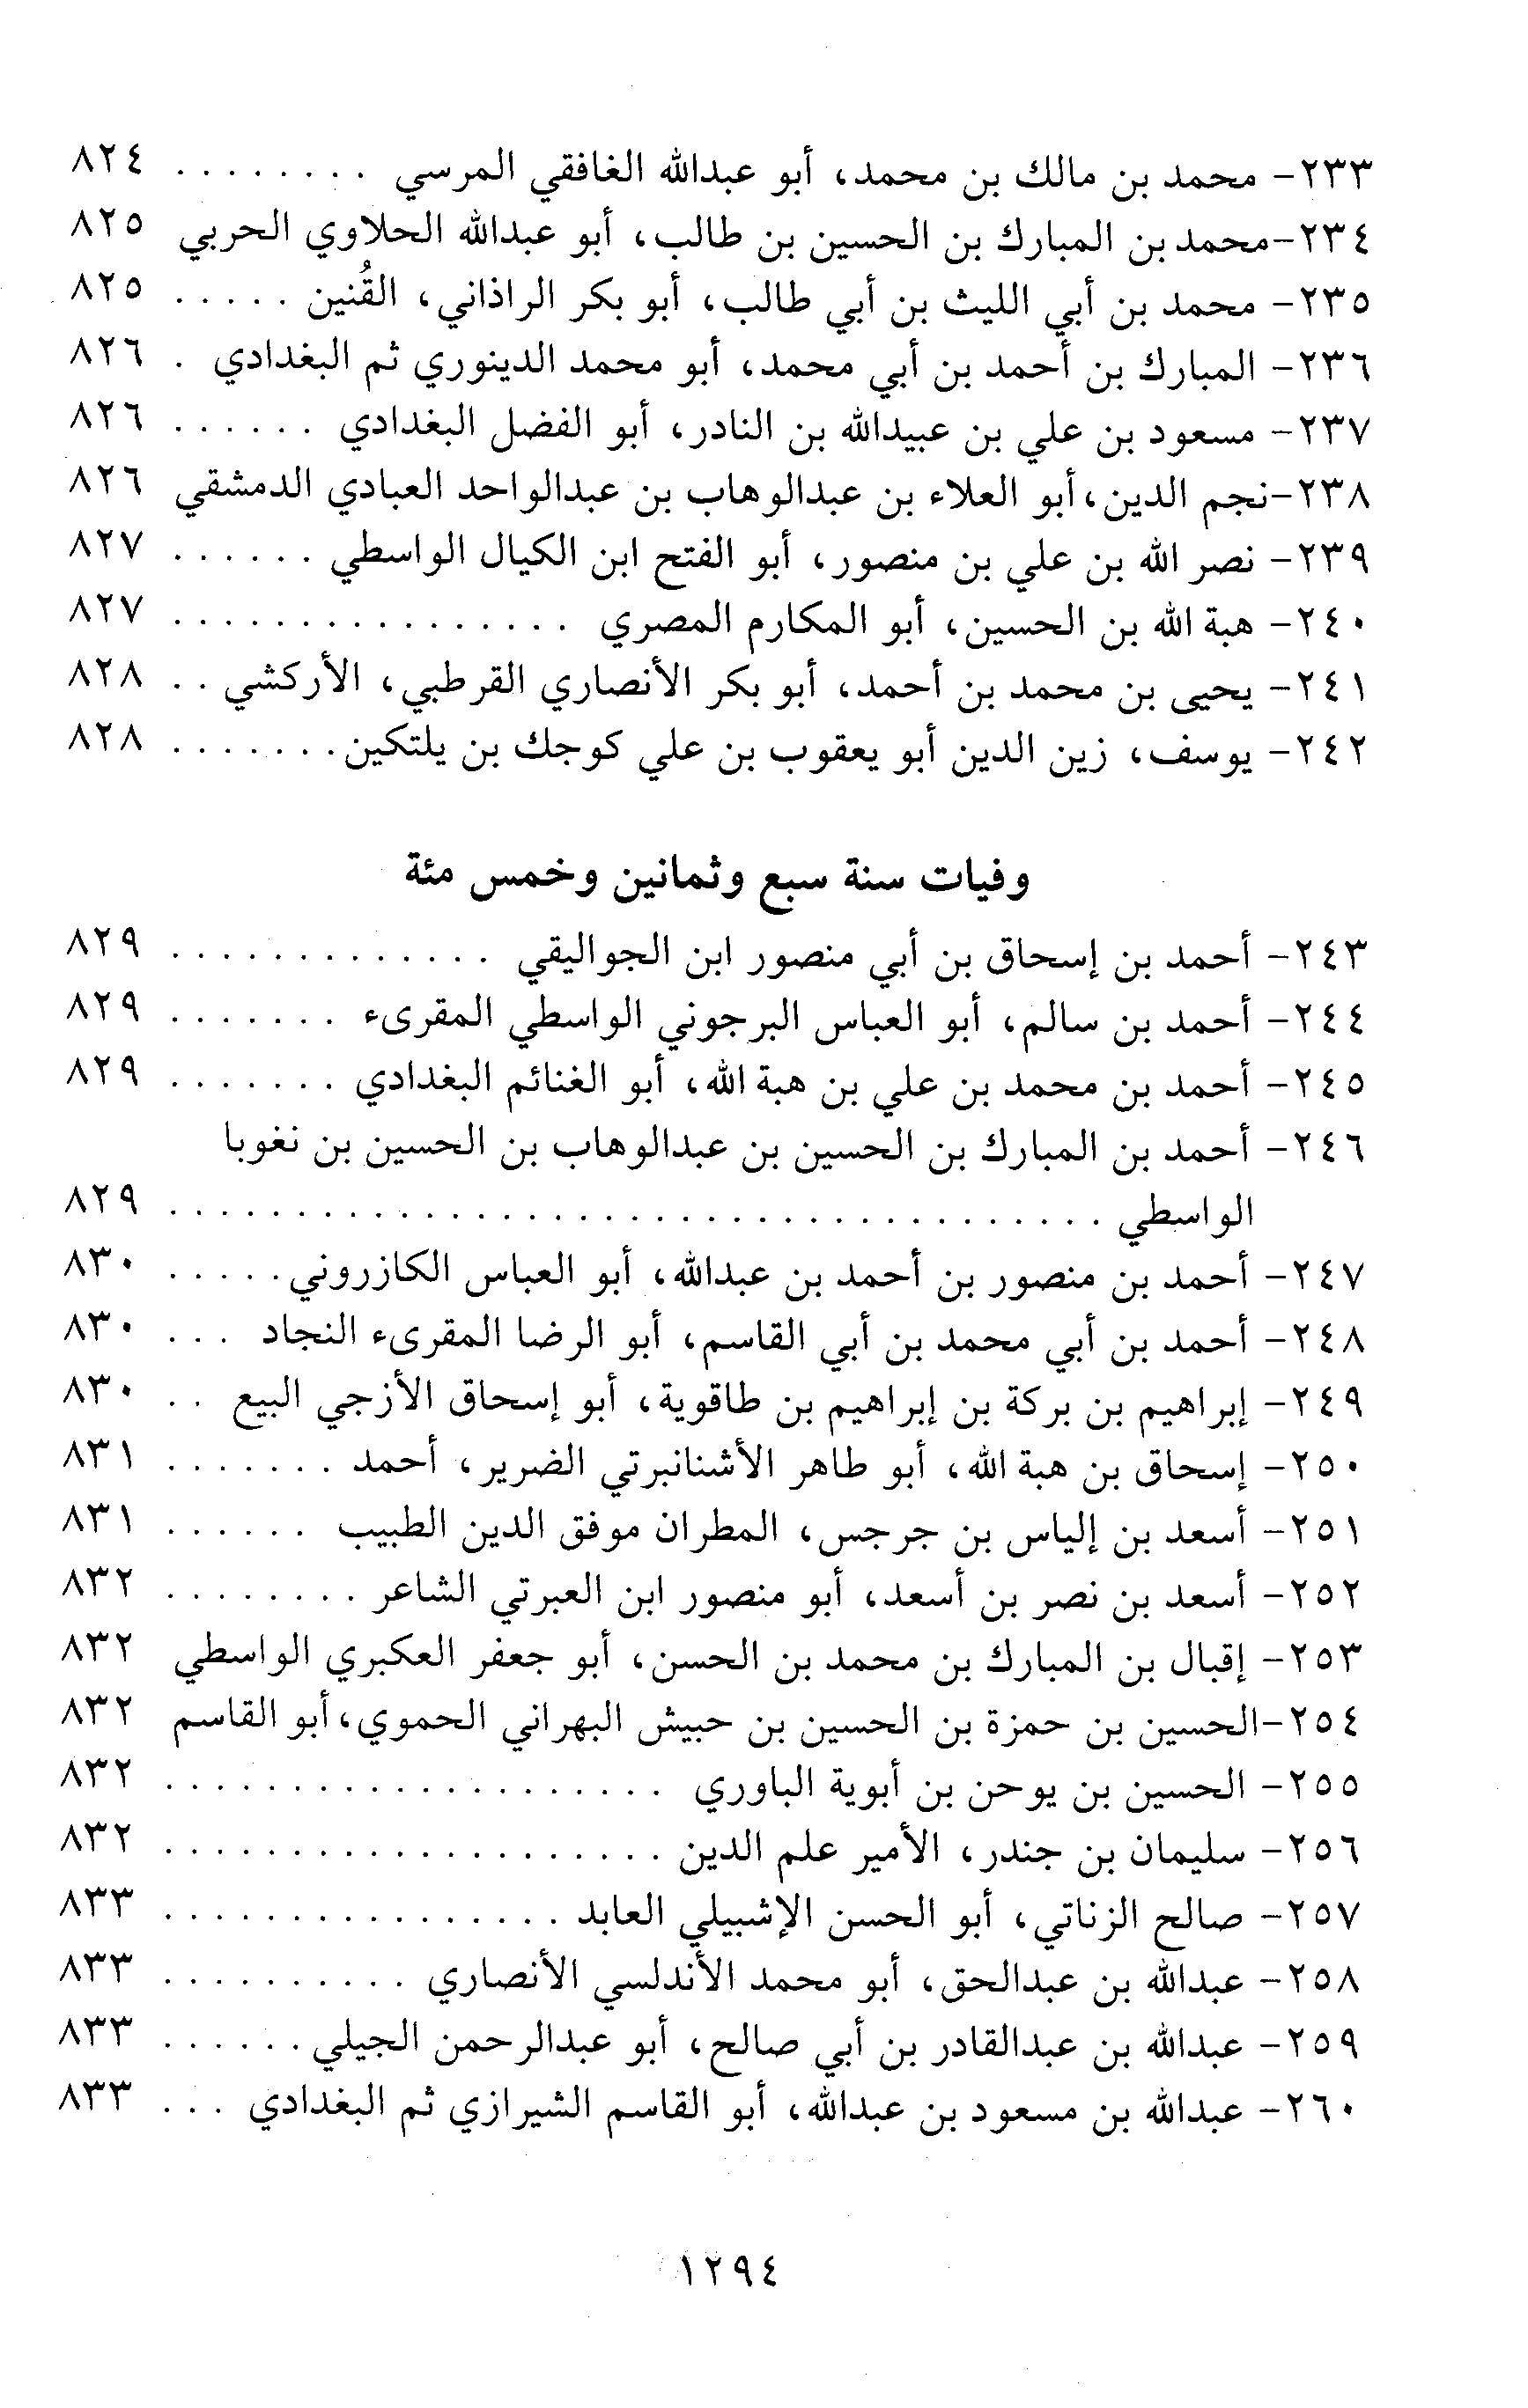 ٢٣٣- محمد بن مالك بن محمد، أبو عبدالله الغافقي المرسي ........ ٨٢٤
٢٣٤-محمد بن المبارك بن الحسين بن طالب، أبو عبدالله الحلاوي الحربي ٨٢٥
٢٣٥- محمد بن أبي الليث بن أبي طالب، أبو بكر الراذاني، القُنين ..... ٨٢٥
٢٣٦- المبارك بن أحمد بن أبي محمد، أبو محمد الدينوري ثم البغدادي . ٨٢٦
٢٣٧- مسعود بن علي بن عبيدالله بن النادر، أبو الفضل البغدادي ...... ٨٢٦
٢٣٨-نجم الدين،أبو العلاء بن عبدالوهاب بن عبدالواحد العبادي الدمشقي ٨٢٦
٢٣٩- نصر الله بن علي بن منصور، أبو الفتح ابن الكيال الواسطي ...... ٨٢٧
٢٤٠- هبة الله بن الحسين، أبو المكارم المصري ................ ٨٢٧
٢٤١- يحيى بن محمد بن أحمد، أبو بكر الأنصاري القرطبي، الأركشي .. ٨٢٨
٢٤٢- يوسف، زين الدين أبو يعقوب بن علي كوجك بن يلتكين....... ٨٢٨
وفيات سنة سبع وثمانين وخمس مئة
٢٤٣- أحمد بن إسحاق بن أبي منصور ابن الجواليقي ............. ٨٢٩
٢٤٤- أحمد بن سالم، أبو العباس البرجوني الواسطي المقرىء ....... ٨٢٩
٢٤٥- أحمد بن محمد بن علي بن هبة الله، أبو الغنائم البغدادي ....... ٨٢٩
٢٤٦- أحمد بن المبارك بن الحسين بن عبدالوهاب بن الحسين بن نغوبا
الواسطي ..................................... ٨٢٩
٢٤٧- أحمد بن منصور بن أحمد بن عبدالله، أبو العباس الكازروني..... ٨٣٠
٢٤٨- أحمد بن أبي محمد بن أبي القاسم، أبو الرضا المقرىء النجاد ... ٨٣٠
٢٤٩- إبراهيم بن بركة بن إبراهيم بن طاقوية، أبو إسحاق الأزجي البيع .. ٨٣٠
٢٥٠- إسحاق بن هبة الله، أبو طاهر الأشنانبرتي الضرير، أحمد ....... ٨٣١
٢٥١- أسعد بن إلياس بن جرجس، المطران موفق الدين الطبيب ...... ٨٣١
٢٥٢- أسعد بن نصر بن أسعد، أبو منصور ابن العبرتي الشاعر ........ ٨٣٢
٢٥٣- إقبال بن المبارك بن محمد بن الحسن، أبو جعفر العكبري الواسطي ٨٣٢
٢٥٤-الحسين بن حمزة بن الحسين بن حبيش البهراني الحموي،أبو القاسم ٨٣٢
٢٥٥- الحسين بن يوحن بن أبوية الباوري .................... ٨٣٢
٢٥٦- سليمان بن جندر، الأمير علم الدين .................... ٨٣٢
٢٥٧- صالح الزناتي، أبو الحسن الإشبيلي العابد ................ ٨٣٣
٢٥٨- عبدالله بن عبدالحق، أبو محمد الأندلسي الأنصاري .......... ٨٣٣
٢٥٩- عبدالله بن عبدالقادر بن أبي صالح، أبو عبدالرحمن الجيلي...... ٨٣٣
٢٦٠- عبدالله بن مسعود بن عبدالله، أبو القاسم الشيرازي ثم البغدادي ... ٨٣٣
١٢٩٤